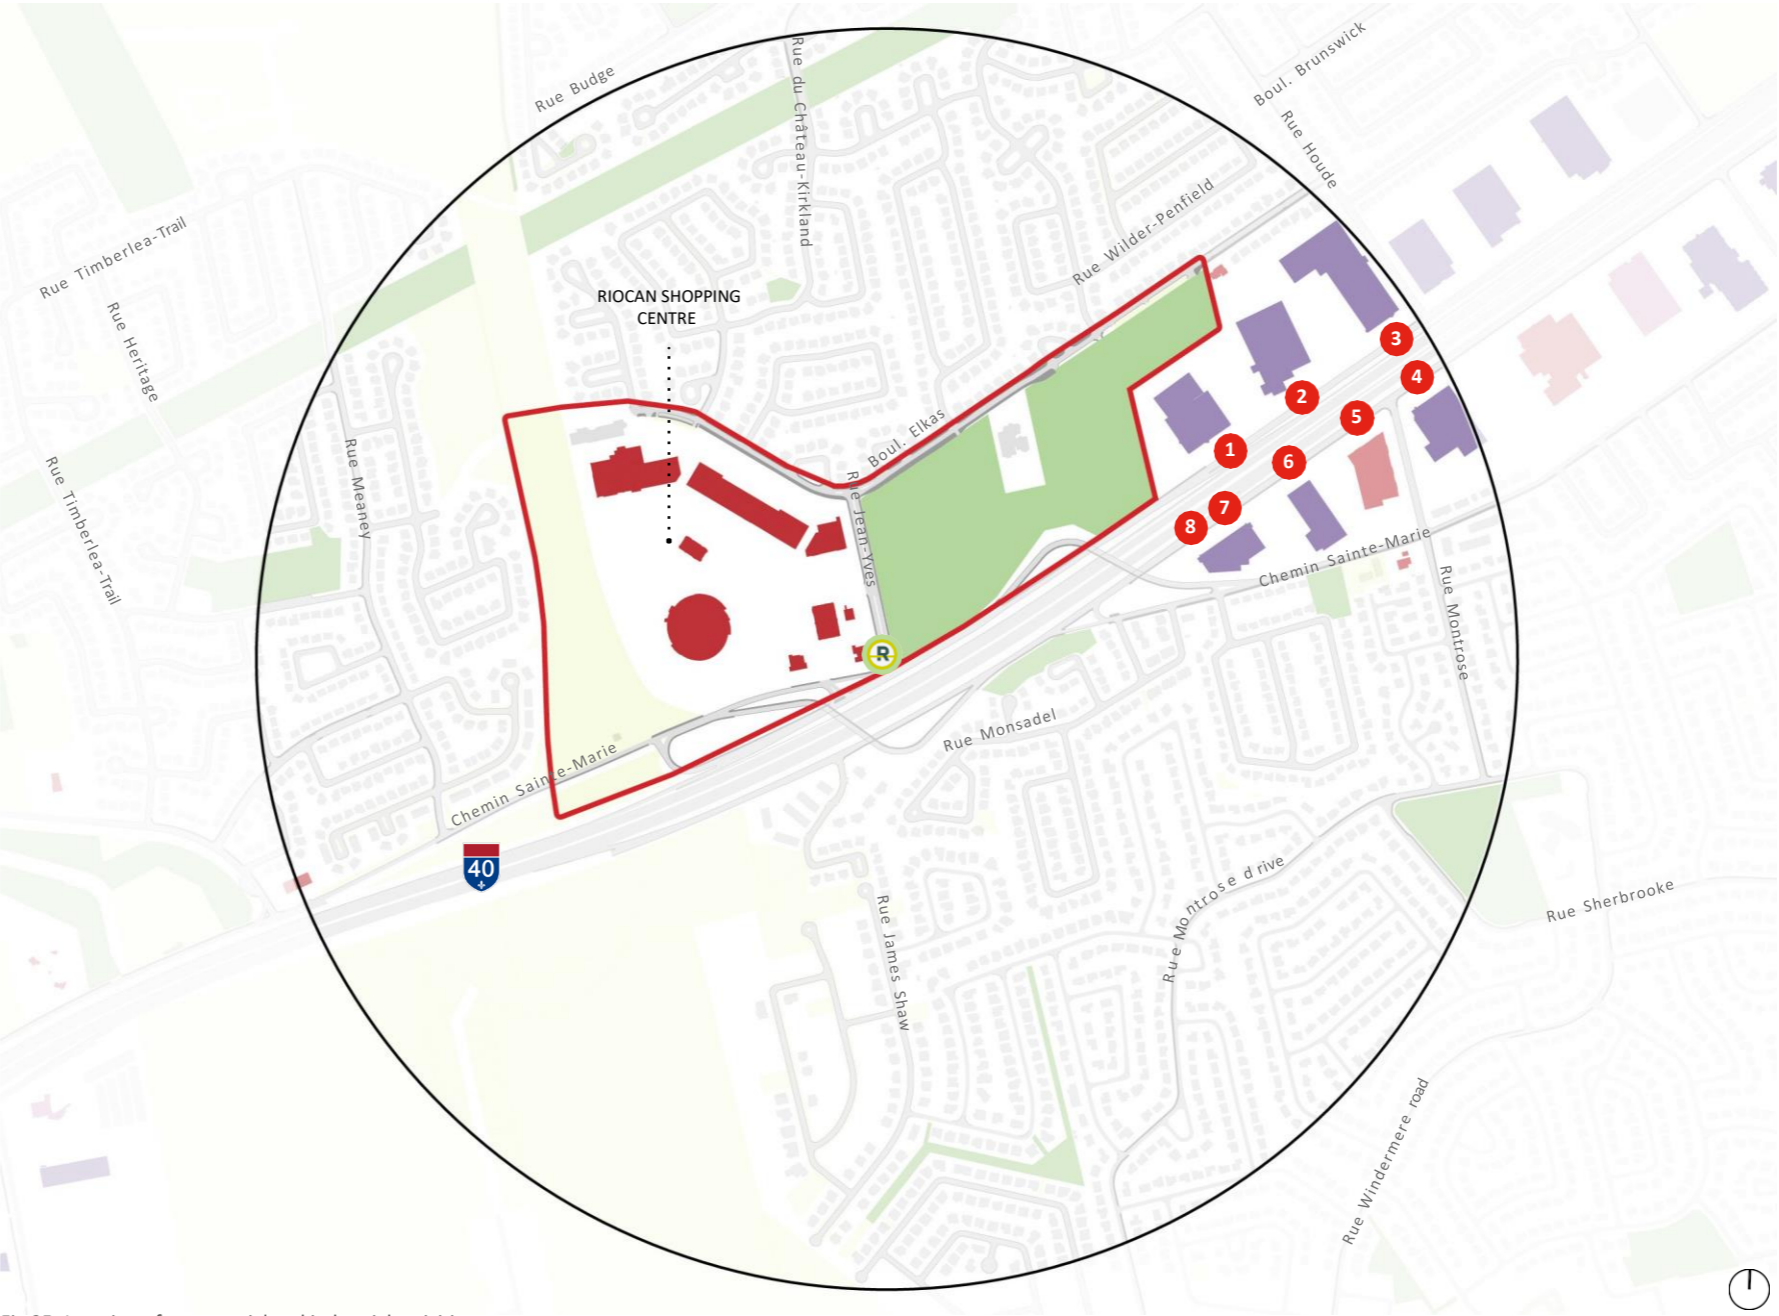 Rue Budge
Rue du Château-Kirkland
Boul. Brunswick
Rue Houde
Rue Timberlea-Trail
Rue Wilder-Penfield
Rue Heritage
RIOCAN SHOPPING
CENTRE
3
4
2
5
Boul. Elkas
1
6
Rue Meaney
Rue Timberlea-Trail
Rue Jean-Yves
7
8
Chemin Sainte-Marie
Rue Montrose
R
Rue Monsadel
Chemin Sainte-Marie
40
Rue Montrose drive
Rue Sherbrooke
Rue James Shaw
Rue Windermere road